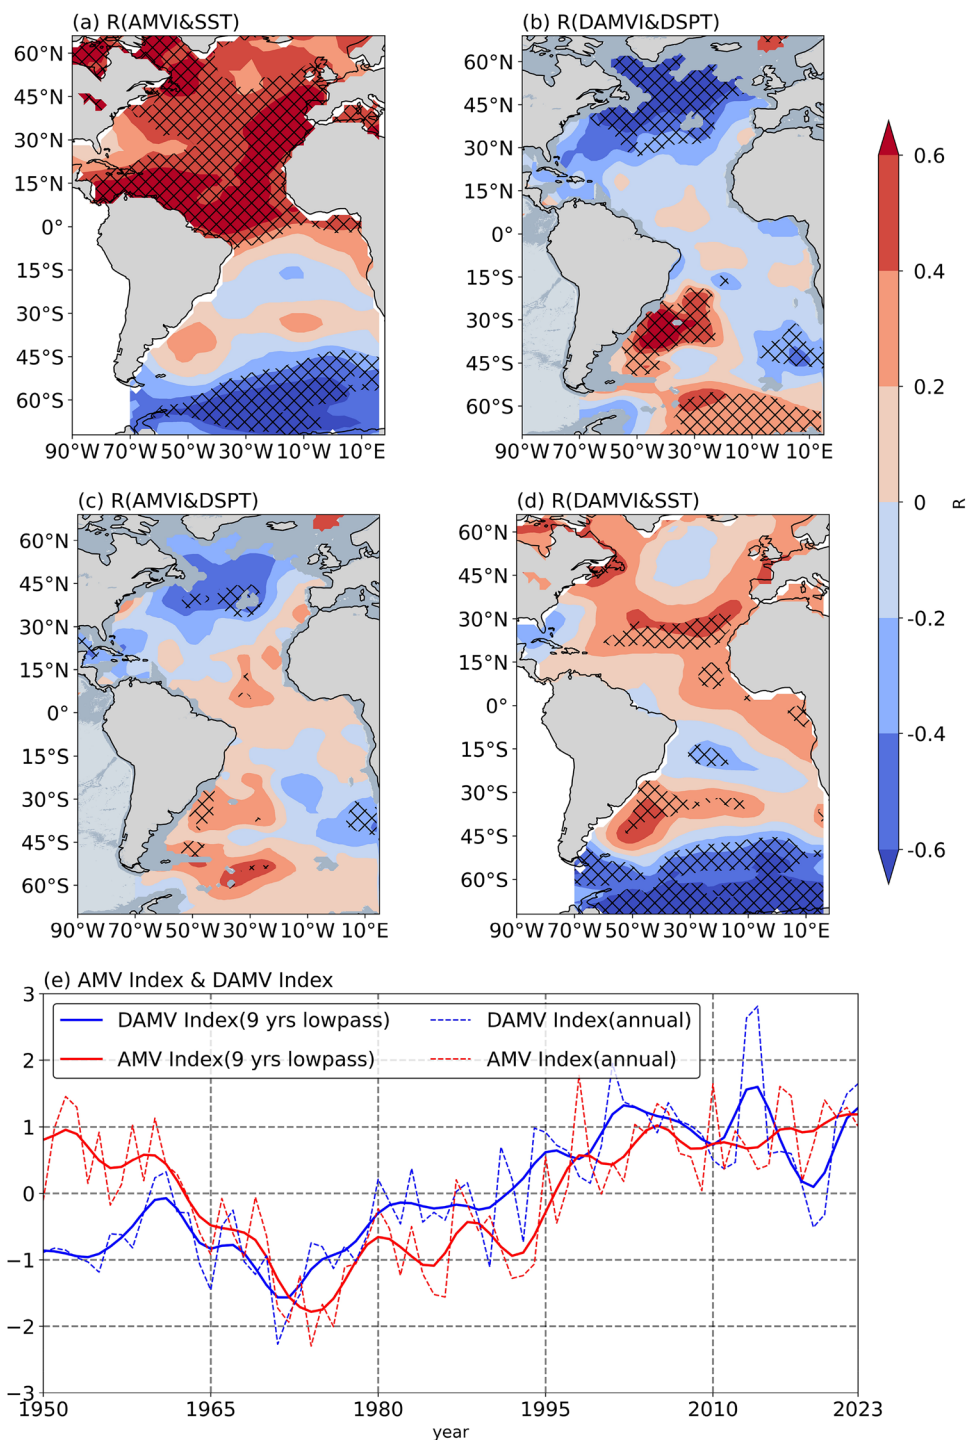 (a) R(AMVI&SST)
60°N
45°N
30°N
15°N
0°
15°S
30°S
45°S
60°S
90°W 70°W 50°W 30°W 10°W 10°E
(b) R(DAMVI&DSPT)
60°N
45°N
30°N
15°N
0°
15°S
30°S
45°S
60°S
90°W 70°W 50°W 30°W 10°W 10°E
0.6
0.4
0.2
0
-0.2
-0.4
-0.6
R
(c) R(AMVI&DSPT)
60°N
45°N
30°N
15°N
0°
15°S
30°S
45°S
60°S
90°W 70°W 50°W 30°W 10°W 10°E
(d) R(DAMVI&SST)
60°N
45°N
30°N
15°N
0°
15°S
30°S
45°S
60°S
90°W 70°W 50°W 30°W 10°W 10°E
(e) AMV Index & DAMV Index
3
2
1
0
−1
−2
−3
DAMV Index(9 yrs lowpass)
AMV Index(9 yrs lowpass)
DAMV Index(annual)
AMV Index(annual)
1950 1965 1980 1995 2010 2023
year